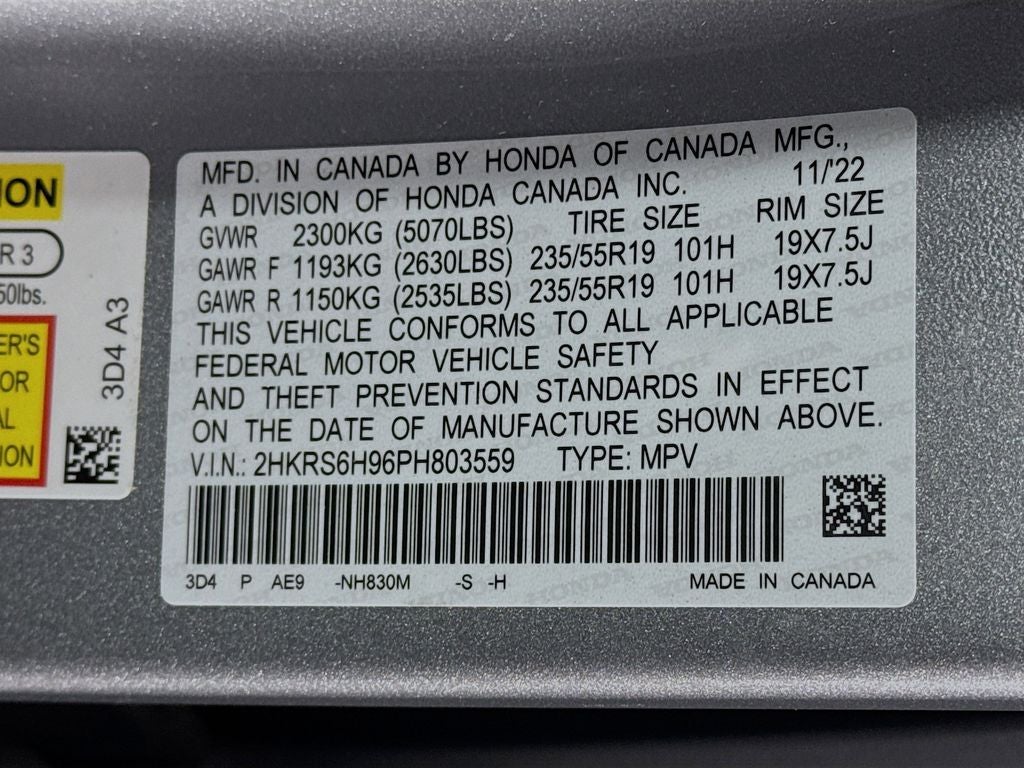 ION
R 3
50lbs.
ER'S
OR
AL
ION
3D4 A3
MFD. IN CANADA BY HONDA OF CANADA MFG.,
A DIVISION OF HONDA CANADA INC. 11/'22
GVWR 2300KG (5070LBS) TIRE SIZE RIM SIZE
GAWR F 1193KG (2630LBS) 235/55R19 101H 19X7.5J
GAWR R 1150KG (2535LBS) 235/55R19 101H 19X7.5J
THIS VEHICLE CONFORMS TO ALL APPLICABLE
FEDERAL MOTOR VEHICLE SAFETY
AND THEFT PREVENTION STANDARDS IN EFFECT
ON THE DATE OF MANUFACTURE SHOWN ABOVE.
V.I.N.: 2HKRS6H96PH803559 TYPE: MPV
3D4 P AE9 -NH830M -S -H MADE IN CANADA